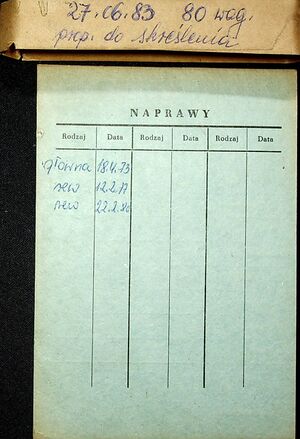 27.06.83 80 wag.
prop. do skreślenia
NAPRAWY
Rodzaj Data Rodzaj Data Rodzaj Data
główna 18.4.73
rew 12.2.77
rew 22.2.80